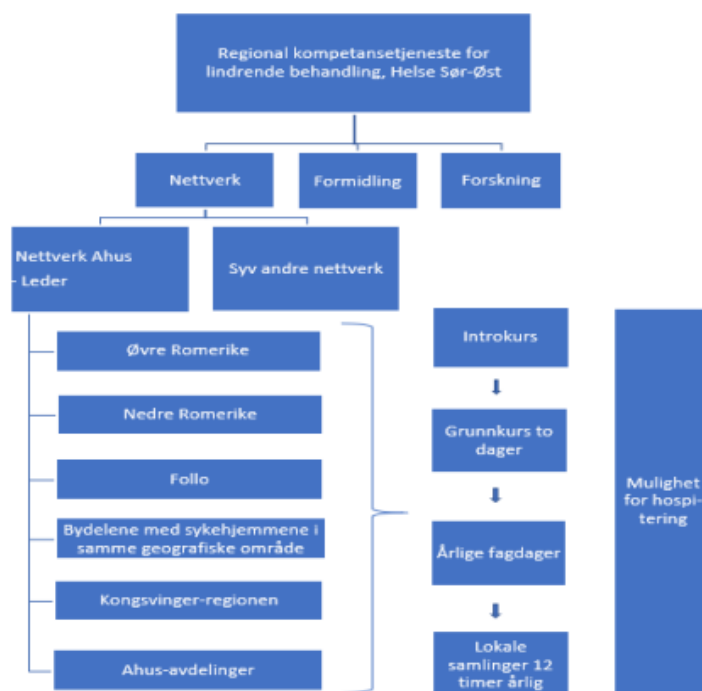 Regional kompetansetjeneste for
lindrende behandling, Helse Sør-Øst
Nettverk
Formidling
Forskning
Nettverk Ahus
- Leder
Syv andre nettverk
Øvre Romerike
Nedre Romerike
Follo
Bydelene med sykehjemmene i
samme geografiske område
Kongsvinger-regionen
Ahus-avdelinger
Introkurs
Grunnkurs to
dager
Årlige fagdager
Lokale
samlinger 12
timer årlig
Mulighet
for hospi-
tering